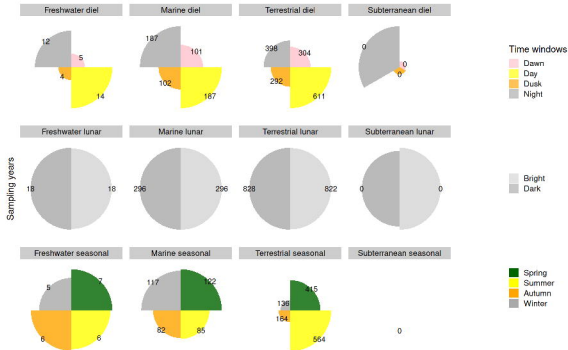 Freshwater diel
Marine diel
Terrestrial diel
Subterranean diel
12
5
4
14
187
101
102
187
398
304
292
611
0
0
0
Time windows
Dawn
Day
Dusk
Night
Sampling years
Freshwater lunar
Marine lunar
Terrestrial lunar
Subterranean lunar
18
18
296
296
828
822
0
0
Bright
Dark
Freshwater seasonal
Marine seasonal
Terrestrial seasonal
Subterranean seasonal
5
7
6
6
117
122
62
85
136
415
164
564
0
Spring
Summer
Autumn
Winter